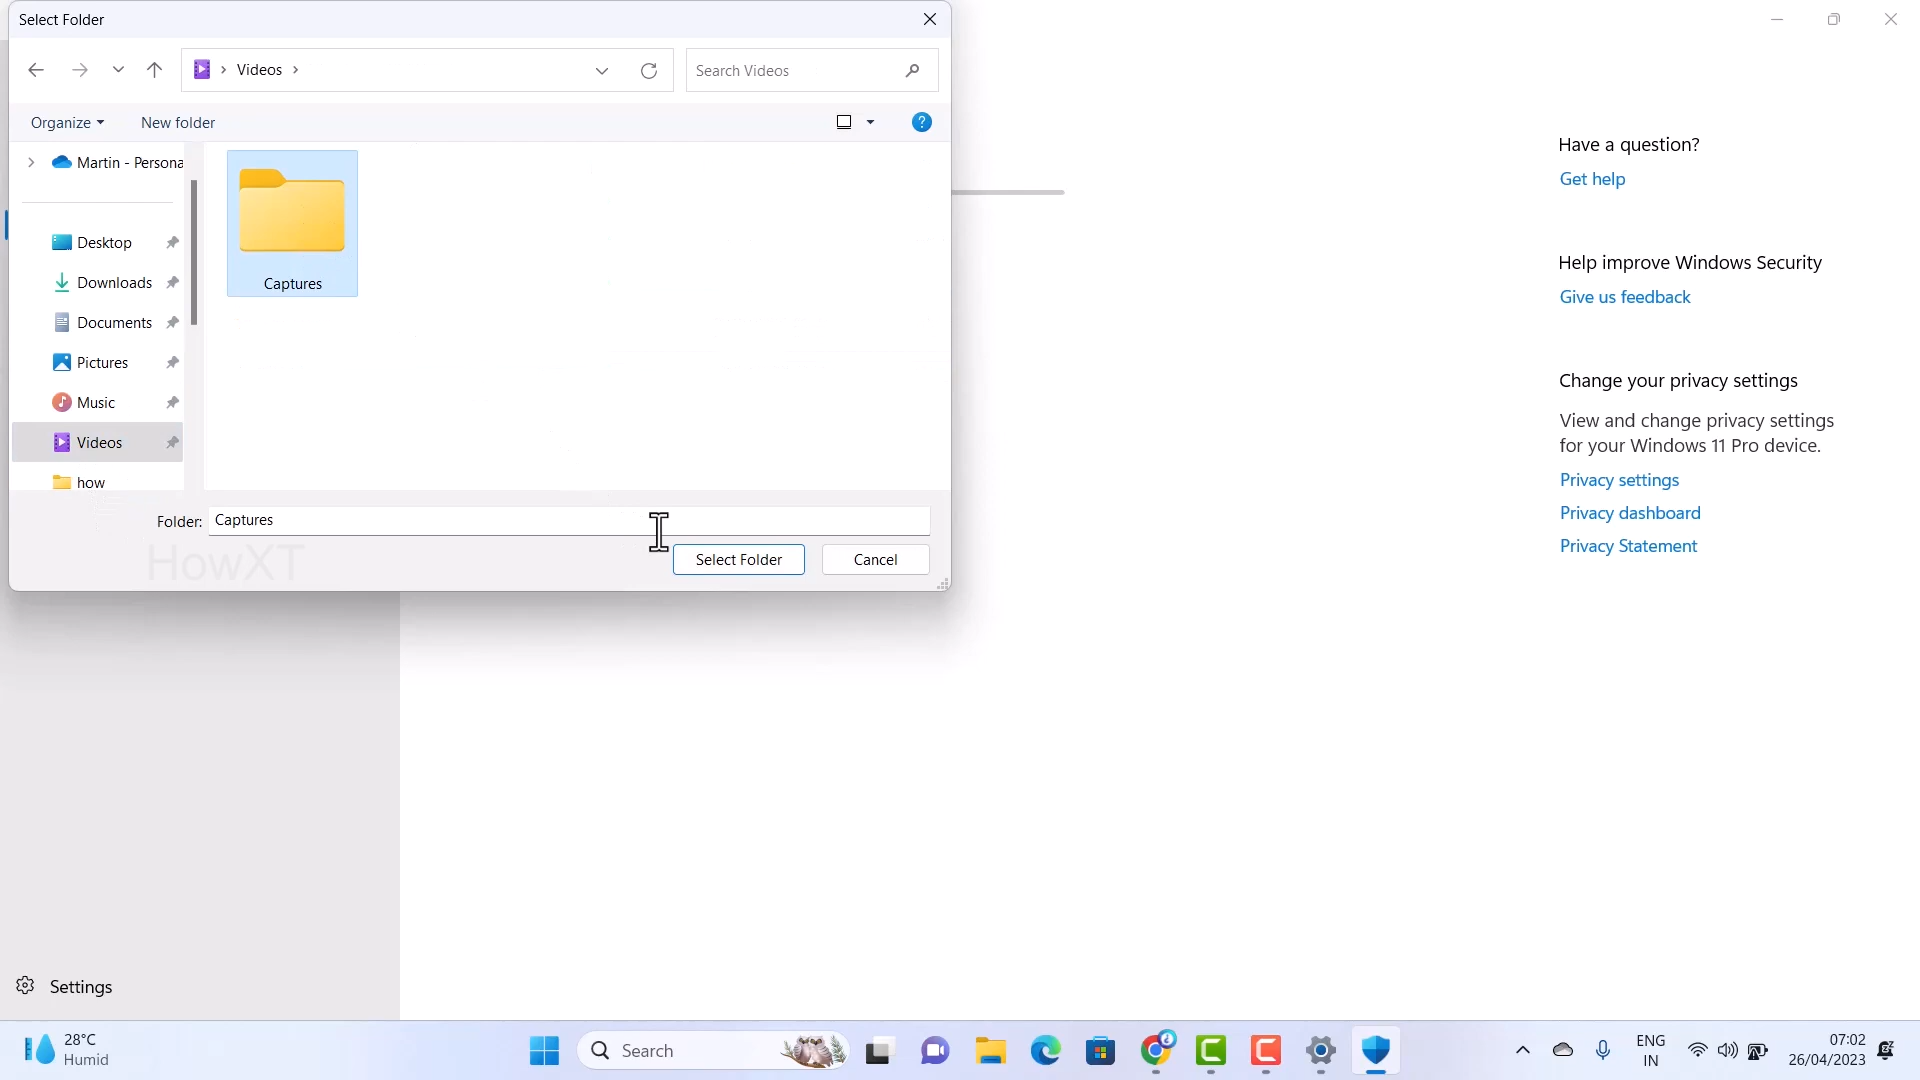 Select Folder
Videos
Search Videos
Organize
New folder
?
Martin - Persona
Desktop
Downloads
Documents
Pictures
Music
Videos
how
Captures
Folder: Captures
Select Folder
Cancel
HowXT
Have a question?
Get help
Help improve Windows Security
Give us feedback
Change your privacy settings
View and change privacy settings
for your Windows 11 Pro device.
Privacy settings
Privacy dashboard
Privacy Statement
Settings
28°C
Humid
Search
ENG
IN
07:02
26/04/2023